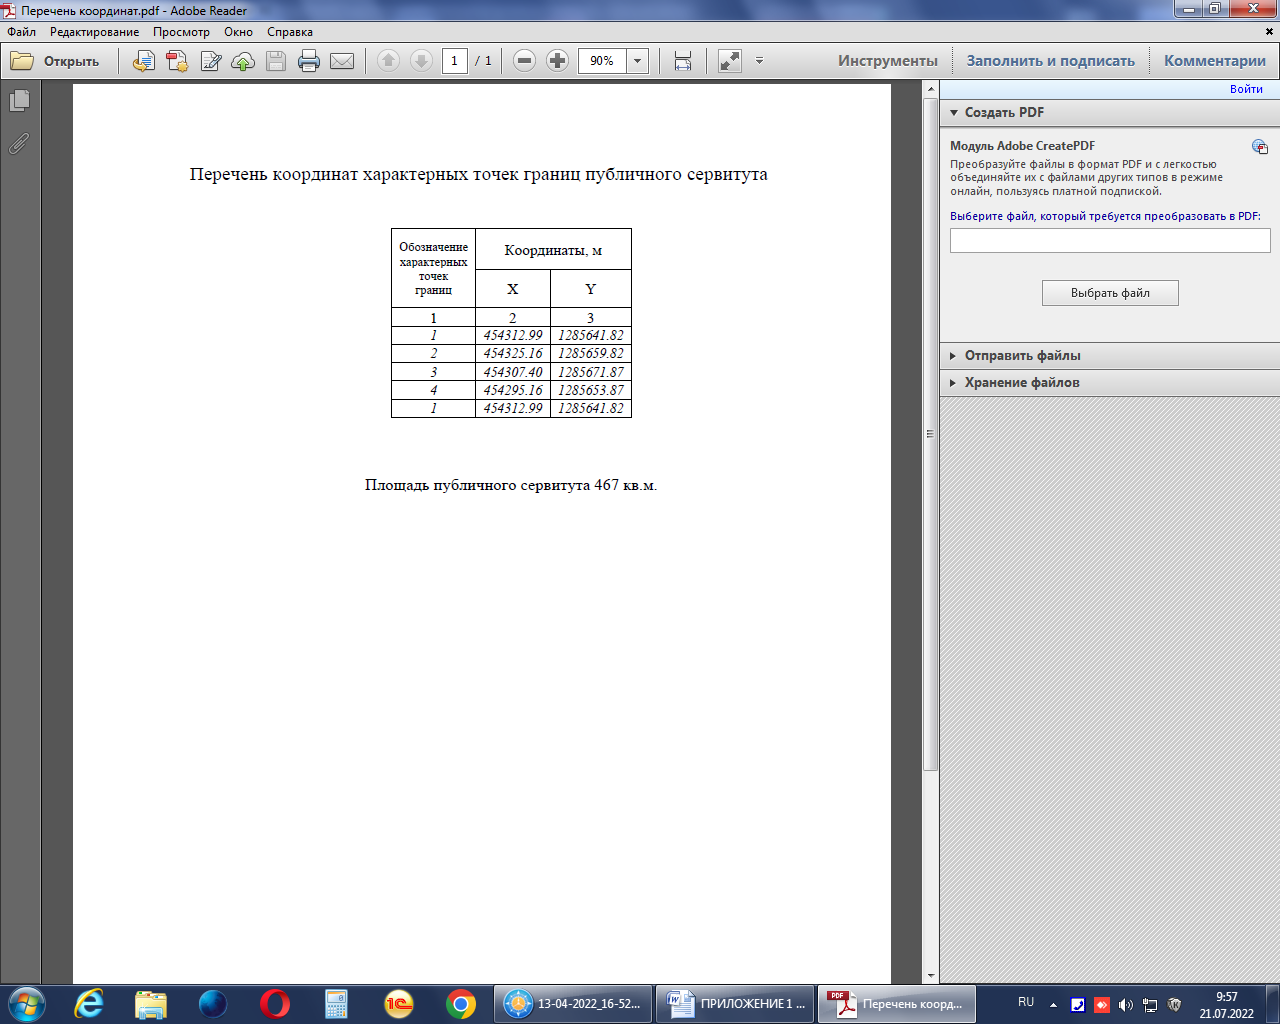 Перечень координат.pdf - Adobe Reader
Файл Редактирование Просмотр Окно Справка
Открыть 1 / 1 90% Инструменты Заполнить и подписать Комментарии
Войти
Создать PDF
Модуль Adobe CreatePDF
Преобразуйте файлы в формат PDF и с легкостью
объединяйте их с файлами других типов в режиме
онлайн, пользуясь платной подпиской.
Выберите файл, который требуется преобразовать в PDF:
Выбрать файл
Отправить файлы
Хранение файлов
Перечень координат характерных точек границ публичного сервитута
Обозначение
характерных
точек
границ
Координаты, м
X Y
1 2 3
1 454312.99 1285641.82
2 454325.16 1285659.82
3 454307.40 1285671.87
4 454295.16 1285653.87
1 454312.99 1285641.82
Площадь публичного сервитута 467 кв.м.
13-04-2022_16-52... ПРИЛОЖЕНИЕ 1 ... Перечень коорд... RU 9:57
21.07.2022